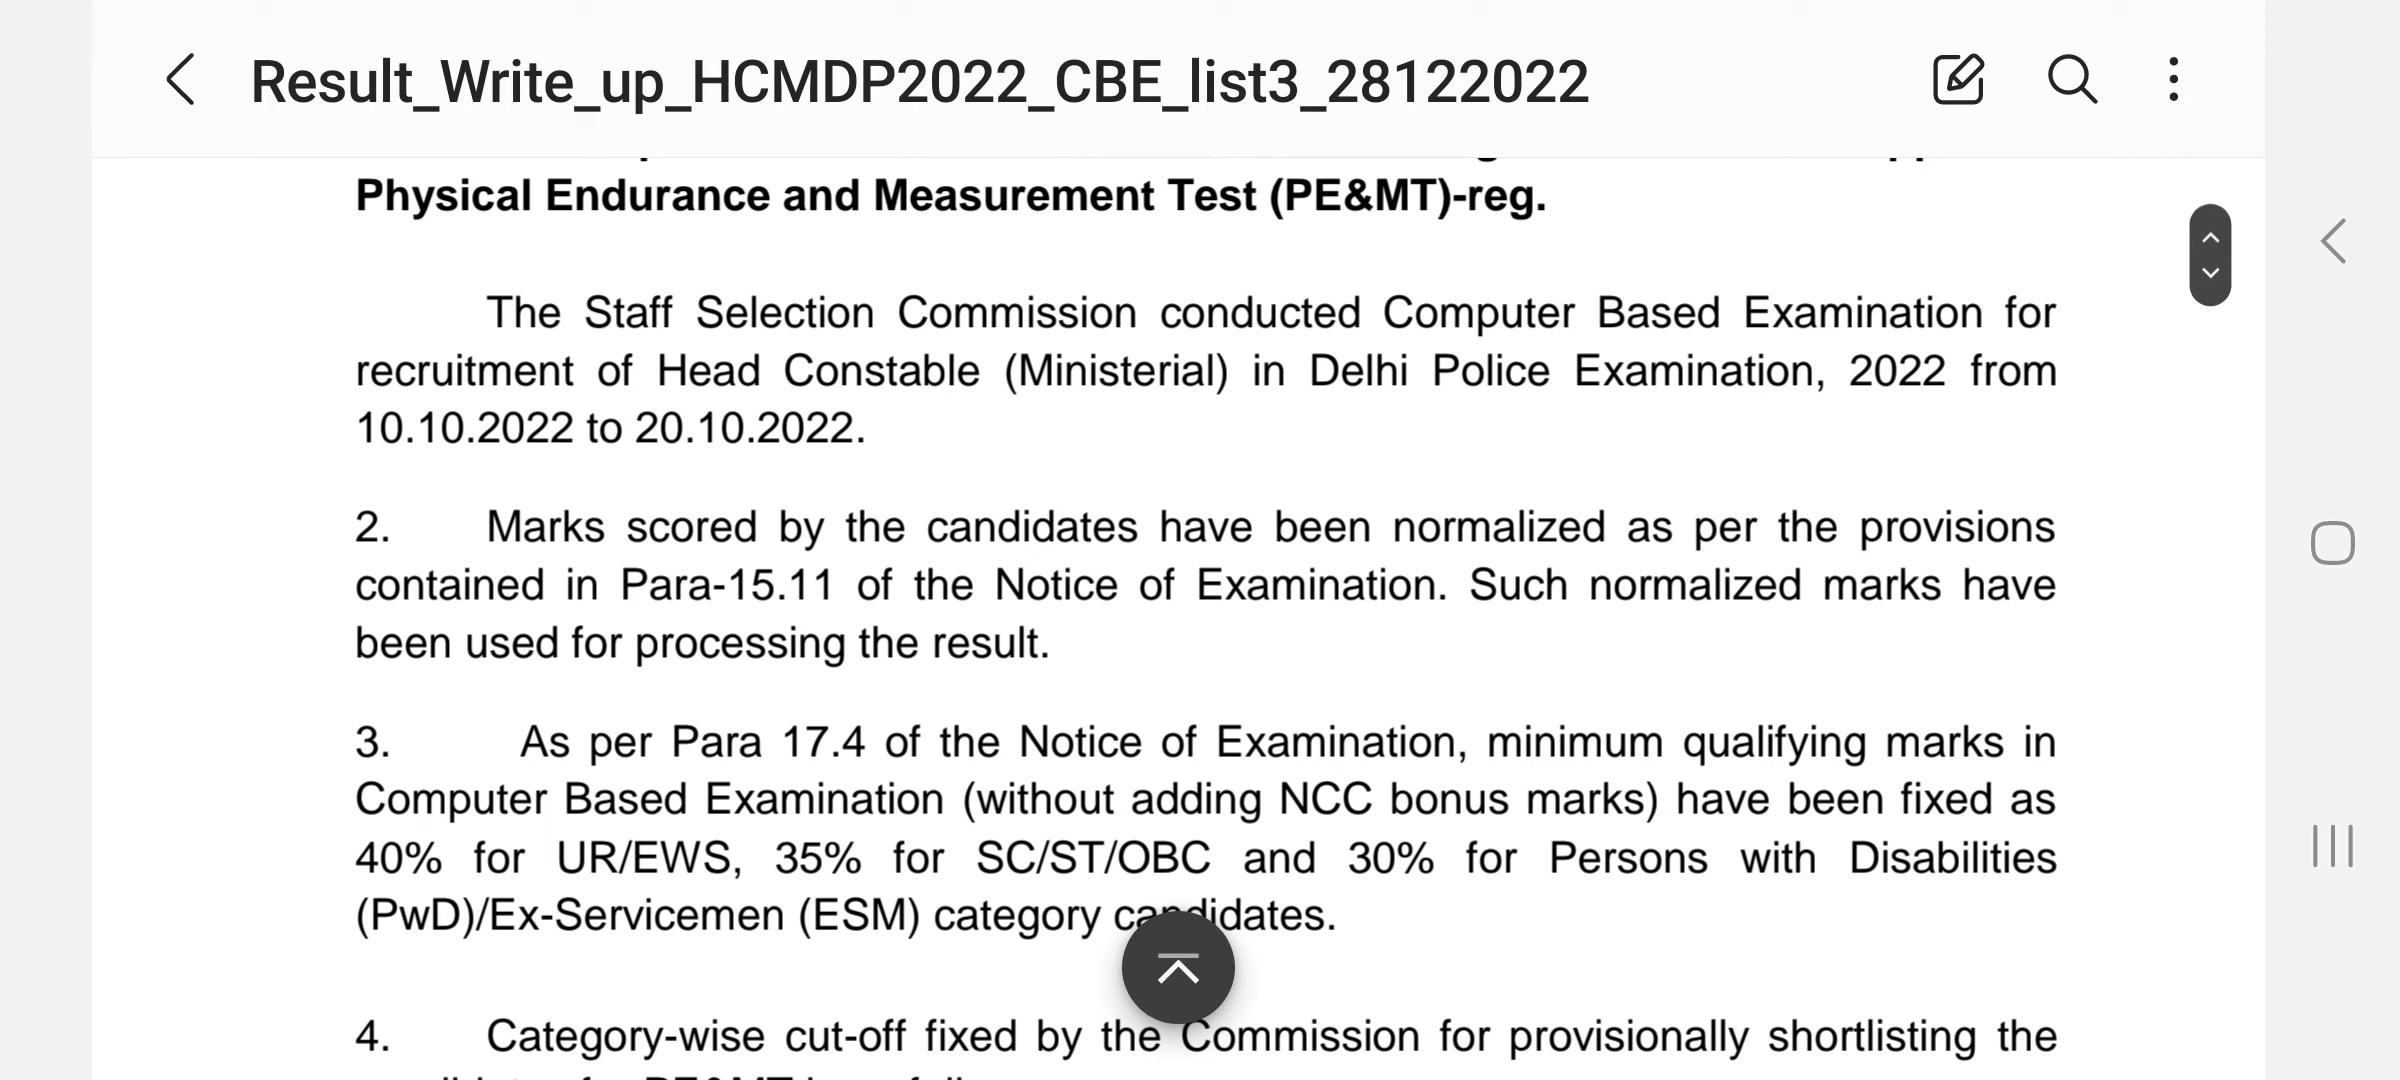 Result_Write_up_HCMDP2022_CBE_list3_28122022
Physical Endurance and Measurement Test (PE&MT)-reg.
The Staff Selection Commission conducted Computer Based Examination for
recruitment of Head Constable (Ministerial) in Delhi Police Examination, 2022 from
10.10.2022 to 20.10.2022.
2. Marks scored by the candidates have been normalized as per the provisions
contained in Para-15.11 of the Notice of Examination. Such normalized marks have
been used for processing the result.
3. As per Para 17.4 of the Notice of Examination, minimum qualifying marks in
Computer Based Examination (without adding NCC bonus marks) have been fixed as
40% for UR/EWS, 35% for SC/ST/OBC and 30% for Persons with Disabilities
(PwD)/Ex-Servicemen (ESM) category candidates.
4. Category-wise cut-off fixed by the Commission for provisionally shortlisting the